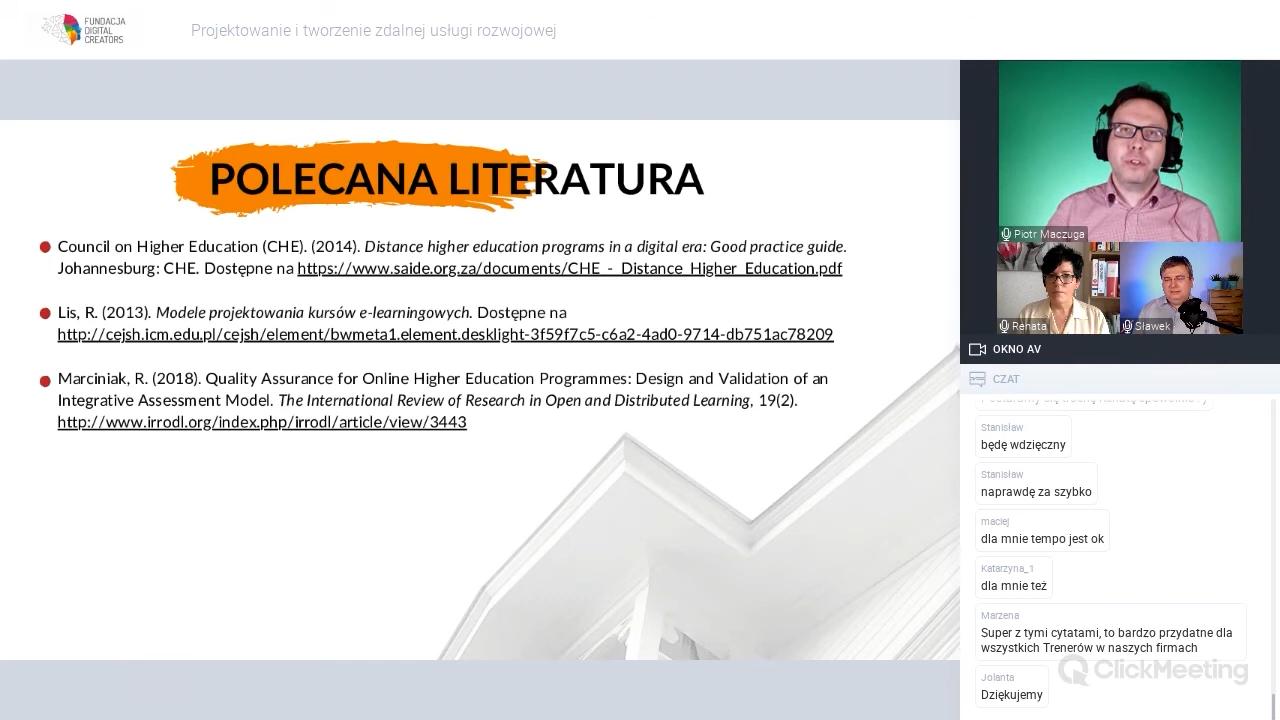 FUNDACJA
DIGITAL
CREATORS
Projektowanie i tworzenie zdalnej usługi rozwojowej
POLECANA LITERATURA
Council on Higher Education (CHE). (2014). Distance higher education programs in a digital era: Good practice guide.
Johannesburg: CHE. Dostępne na https://www.saide.org.za/documents/CHE_-_Distance_Higher_Education.pdf
Lis, R. (2013). Modele projektowania kursów e-learningowych. Dostępne na
http://cejsh.icm.edu.pl/cejsh/element/bwmeta1.element.desklight-3f59f7c5-c6a2-4ad0-9714-db751ac78209
Marciniak, R. (2018). Quality Assurance for Online Higher Education Programmes: Design and Validation of an
Integrative Assessment Model. The International Review of Research in Open and Distributed Learning, 19(2).
http://www.irrodl.org/index.php/irrodl/article/view/3443
Piotr Maczuga
Renata
Sławek
OKNO AV
CZAT
Stanisław
będę wdzięczny
Stanisław
naprawdę za szybko
maciej
dla mnie tempo jest ok
Katarzyna_1
dla mnie też
Marzena
Super z tymi cytatami, to bardzo przydatne dla
wszystkich Trenerów w naszych firmach
Jolanta
Dziękujemy
ClickMeeting